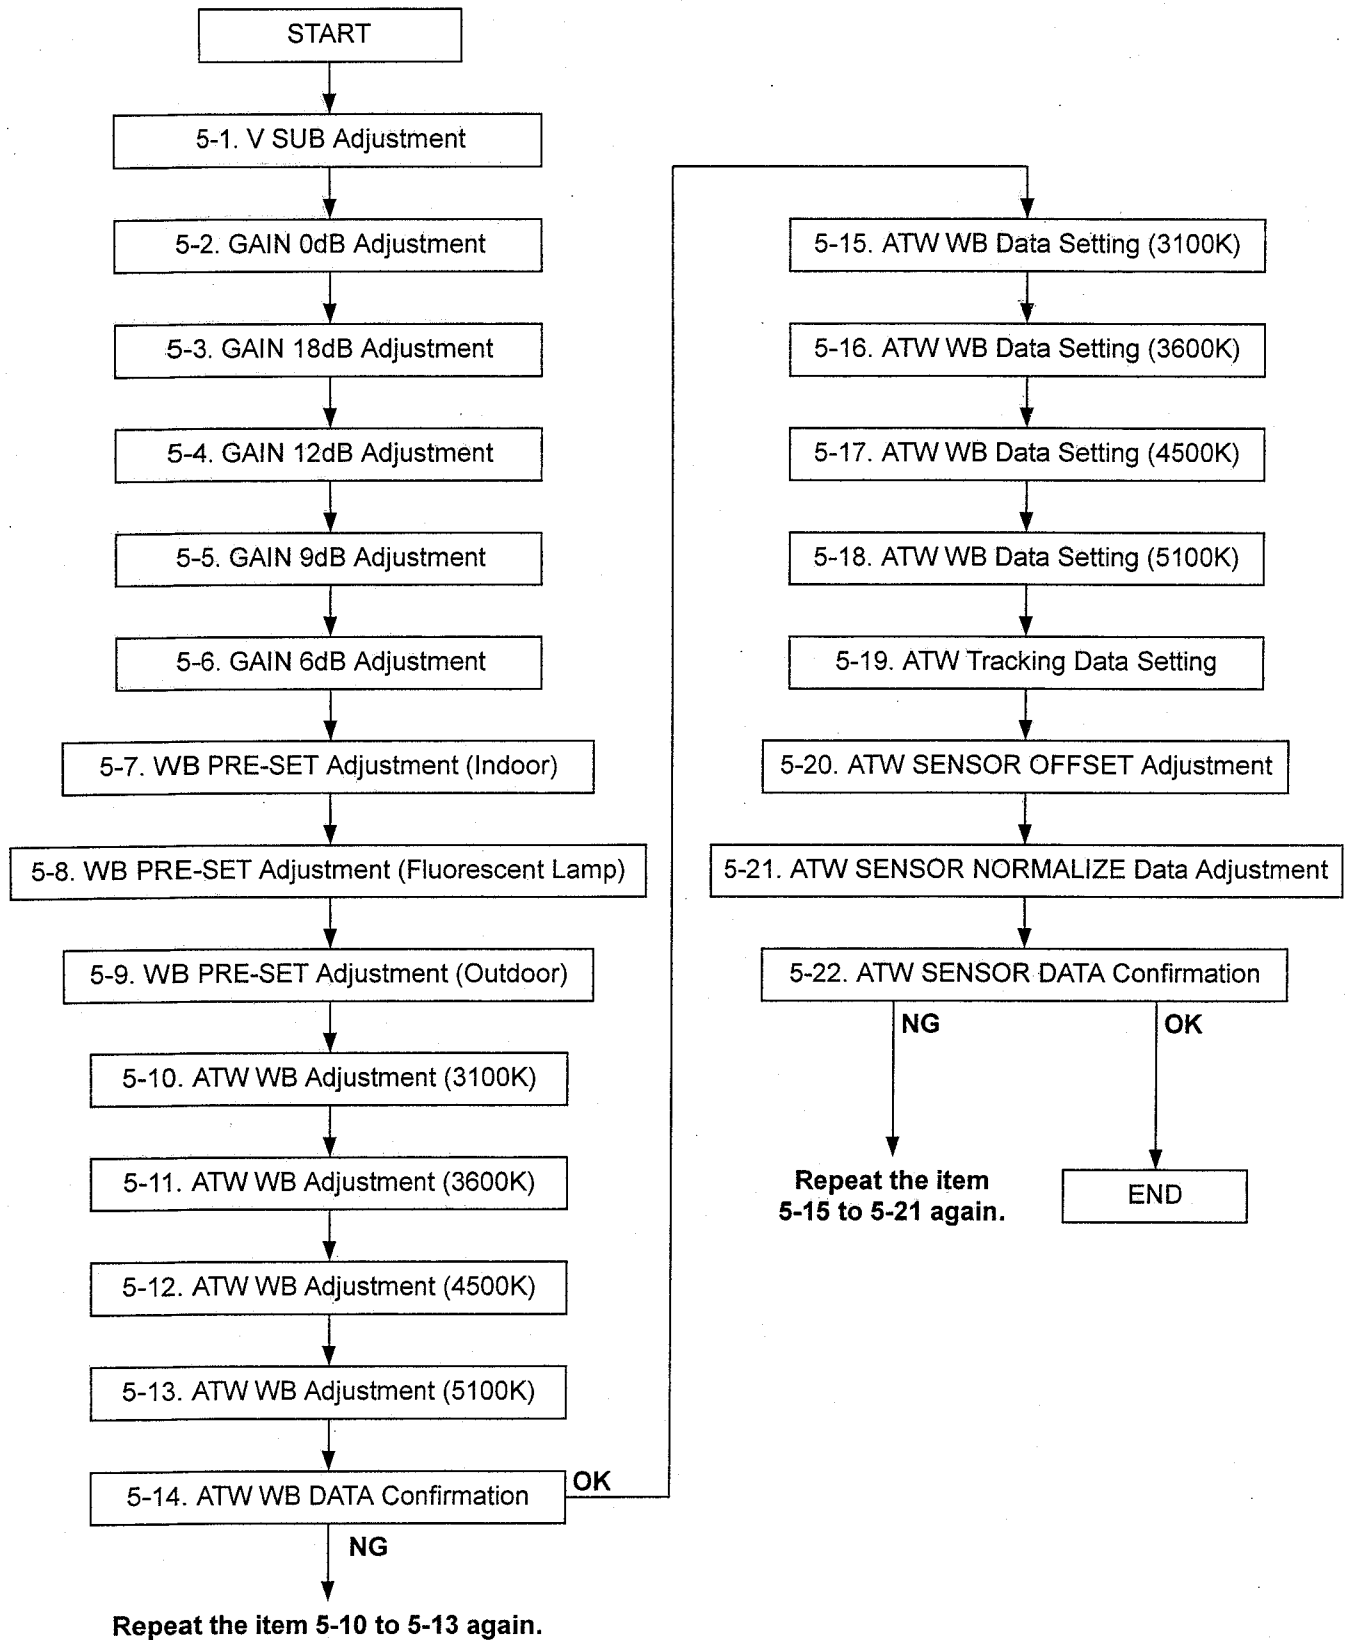 START
5-1. V SUB Adjustment
5-2. GAIN 0dB Adjustment
5-3. GAIN 18dB Adjustment
5-4. GAIN 12dB Adjustment
5-5. GAIN 9dB Adjustment
5-6. GAIN 6dB Adjustment
5-7. WB PRE-SET Adjustment (Indoor)
5-8. WB PRE-SET Adjustment (Fluorescent Lamp)
5-9. WB PRE-SET Adjustment (Outdoor)
5-10. ATW WB Adjustment (3100K)
5-11. ATW WB Adjustment (3600K)
5-12. ATW WB Adjustment (4500K)
5-13. ATW WB Adjustment (5100K)
5-14. ATW WB DATA Confirmation
OK
NG
Repeat the item 5-10 to 5-13 again.
5-15. ATW WB Data Setting (3100K)
5-16. ATW WB Data Setting (3600K)
5-17. ATW WB Data Setting (4500K)
5-18. ATW WB Data Setting (5100K)
5-19. ATW Tracking Data Setting
5-20. ATW SENSOR OFFSET Adjustment
5-21. ATW SENSOR NORMALIZE Data Adjustment
5-22. ATW SENSOR DATA Confirmation
NG
OK
Repeat the item
5-15 to 5-21 again.
END